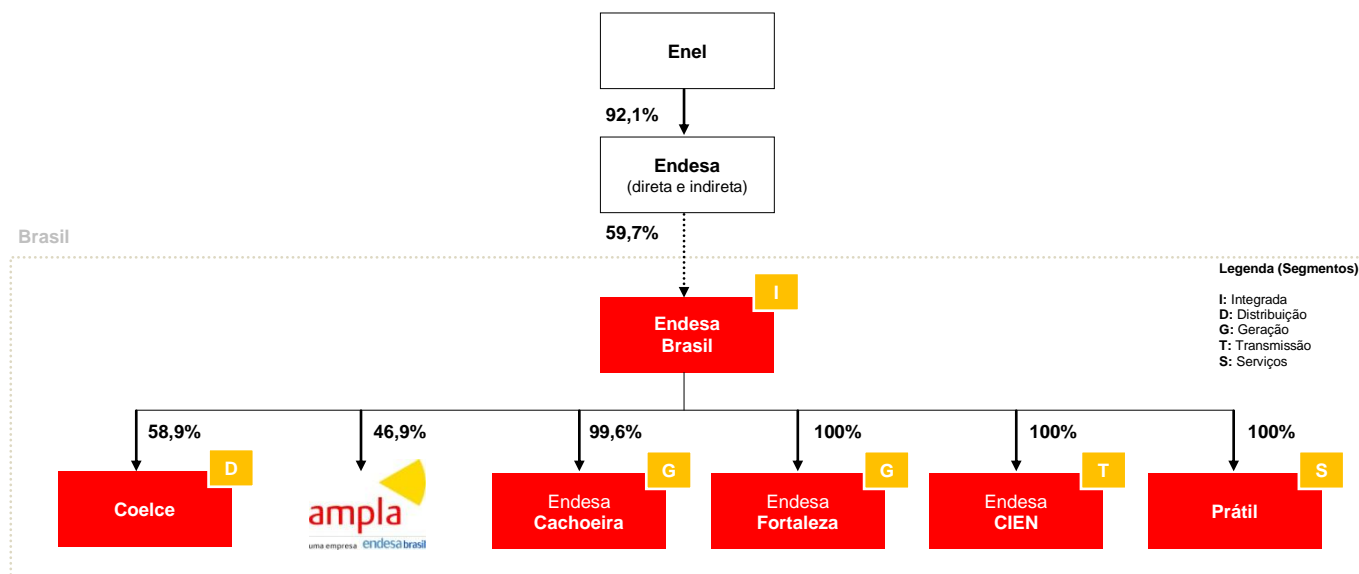 Enel
92,1%
Endesa
(direta e indireta)
59,7%
Brasil
Legenda (Segmentos)
I: Integrada
D: Distribuição
G: Geração
T: Transmissão
S: Serviços
I
Endesa
Brasil
58,9%
46,9%
99,6%
100%
100%
100%
D
G
G
T
S
Coelce
ampla
uma empresa endesabrasil
Endesa
Cachoeira
Endesa
Fortaleza
Endesa
CIEN
Prátil